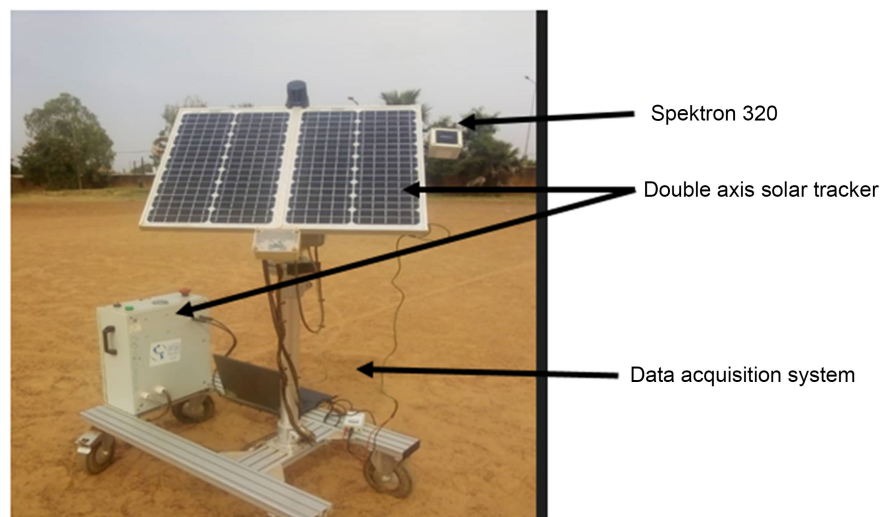 Spektron 320
Double axis solar tracker
Data acquisition system